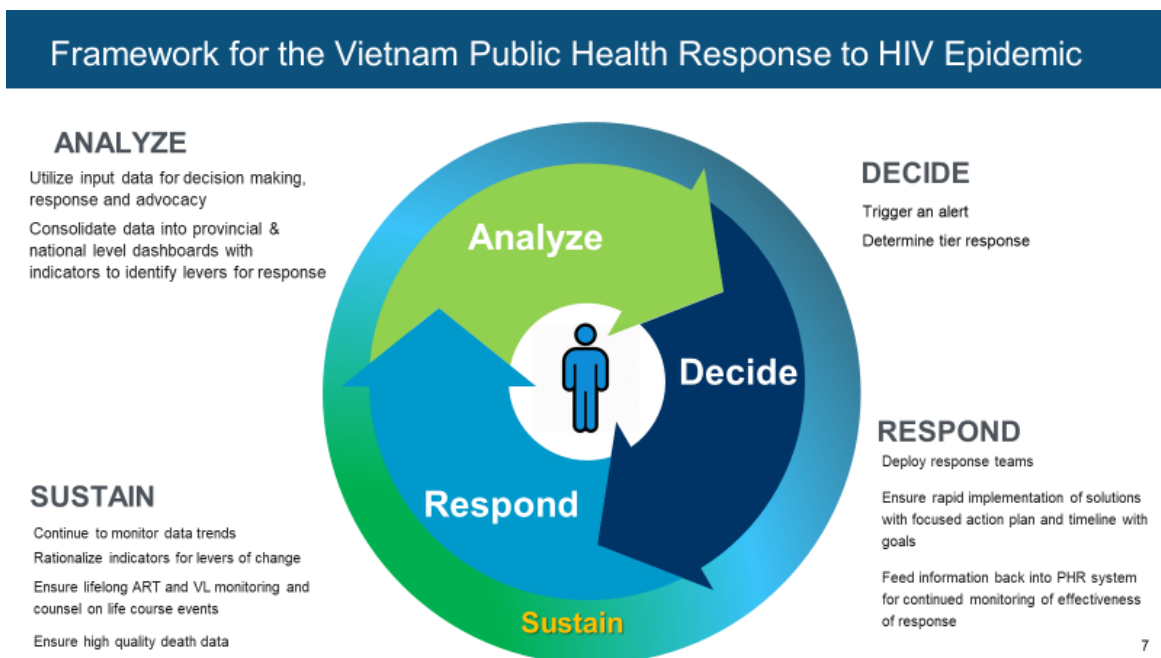 Framework for the Vietnam Public Health Response to HIV Epidemic
ANALYZE
Utilize input data for decision making,
response and advocacy
Consolidate data into provincial &
national level dashboards with
indicators to identify levers for response
DECIDE
Trigger an alert
Determine tier response
Analyze
Decide
Respond
Sustain
RESPOND
Deploy response teams
Ensure rapid implementation of solutions
with focused action plan and timeline with
goals
Feed information back into PHR system
for continued monitoring of effectiveness
of response
SUSTAIN
Continue to monitor data trends
Rationalize indicators for levers of change
Ensure lifelong ART and VL monitoring and
counsel on life course events
Ensure high quality death data
7